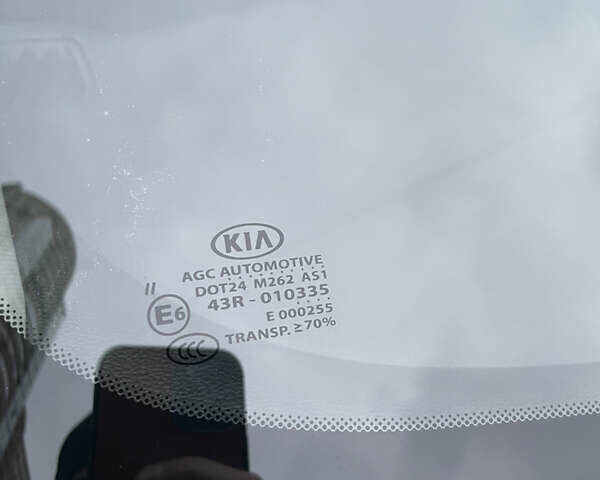 KIA
AGC AUTOMOTIVE
DOT24 M262 AS1
II
43R - 010335
E6
E 000255
CCC
TRANSP. ≥70%